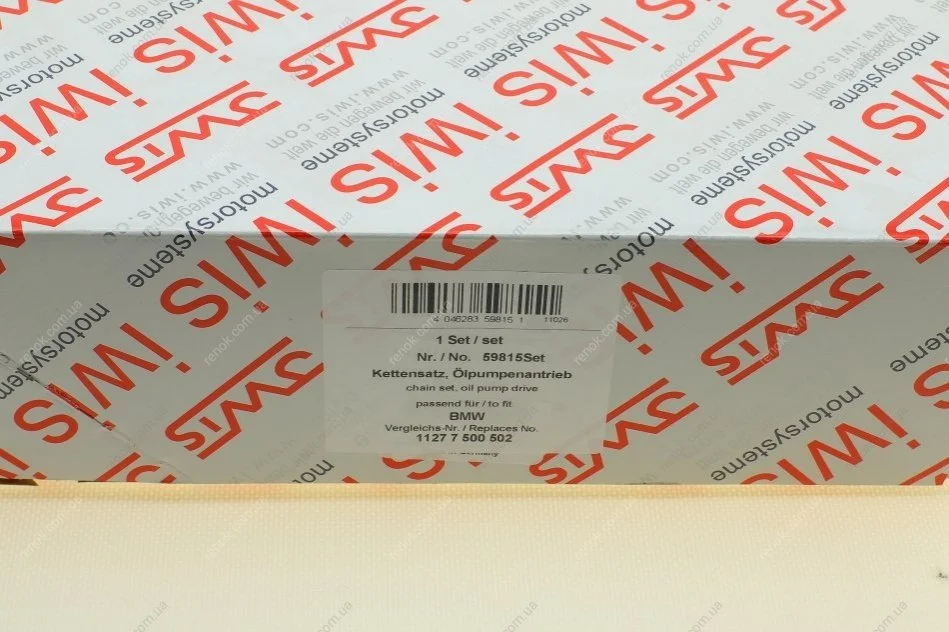 iwis motorsysteme
wir bewegen die welt
www.iwis.com
4 046283 59815 1 11026
1 Set / set
Nr. / No. 59815Set
Kettensatz, Ölpumpenantrieb
chain set, oil pump drive
passend für / to fit
BMW
Vergleichs-Nr. / Replaces No.
1127 7 500 502
Germany
renok.com.ua